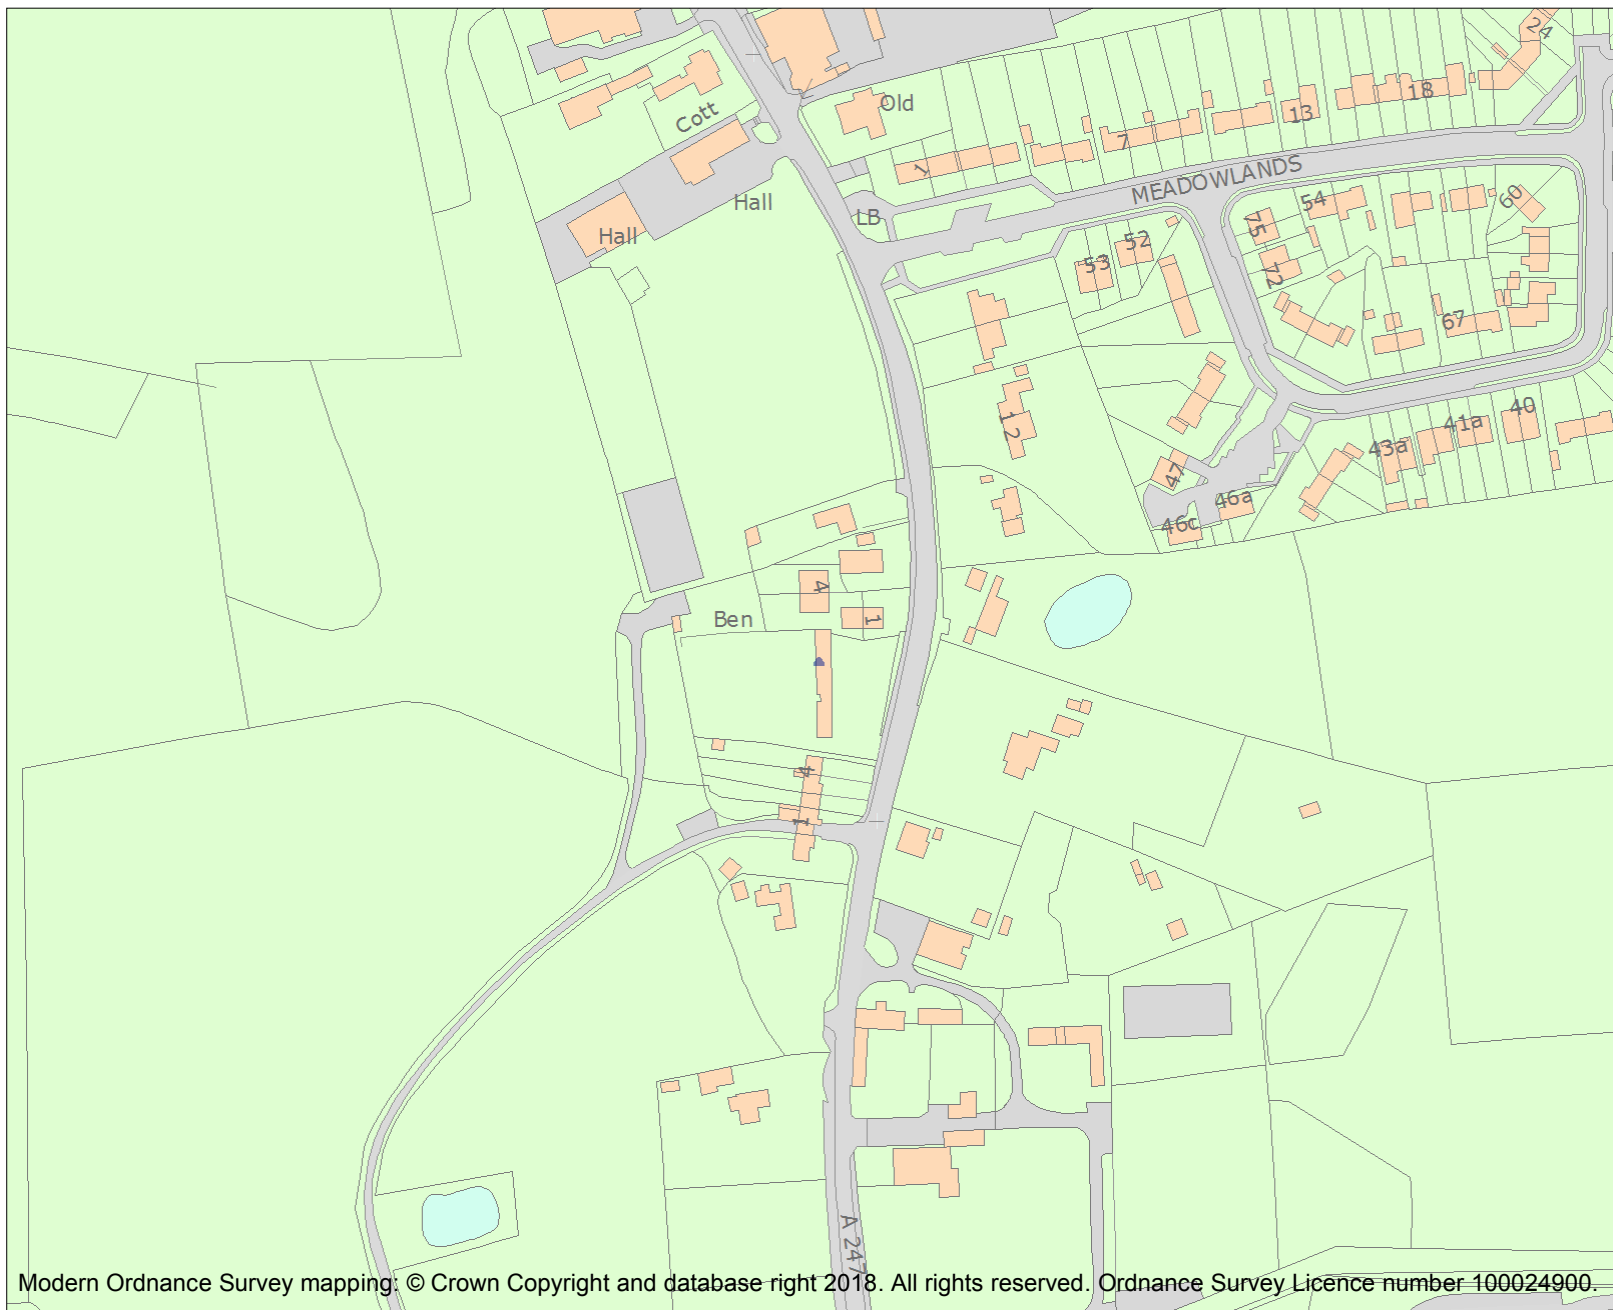 24
Old
18
Cott
13
7
1
MEADOWLANDS
Hall
60
54
LB
75
Hall
52
53
72
67
40
12
41a
43a
47
46a
46c
4
Ben
1
4
1
A 247
Modern Ordnance Survey mapping: © Crown Copyright and database right 2018. All rights reserved. Ordnance Survey Licence number 100024900.